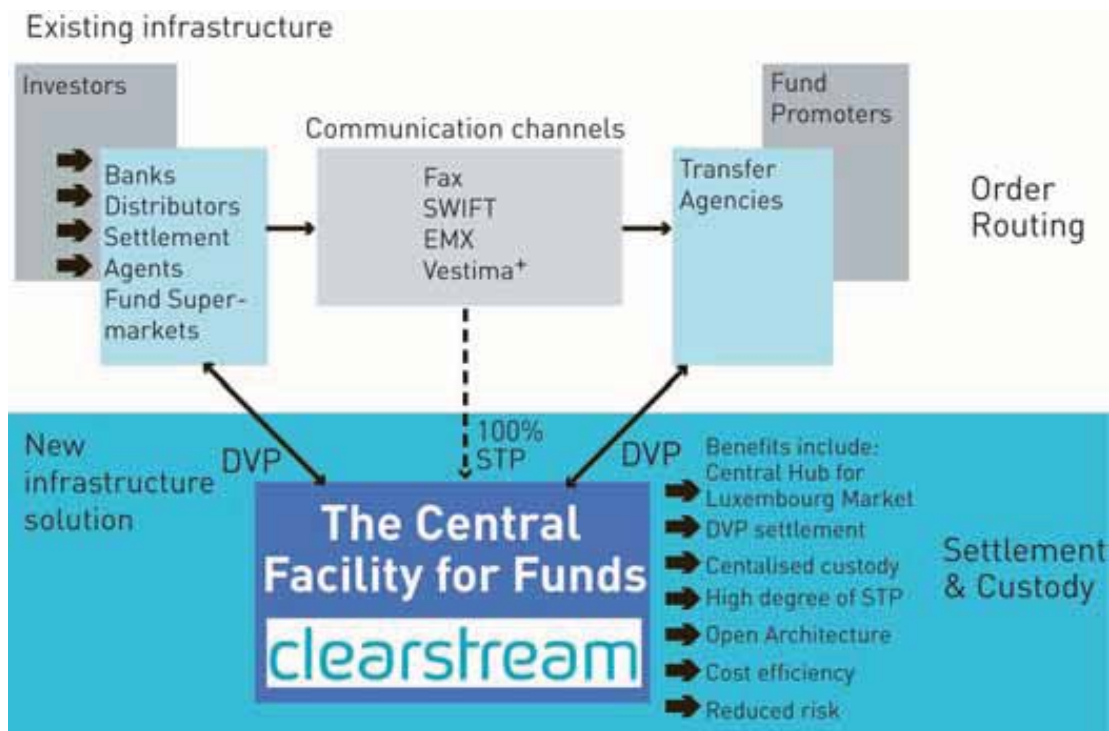 Existing infrastructure
Investors
Banks
Distributors
Settlement
Agents
Fund Super-
markets
Communication channels
Fax
SWIFT
EMX
Vestima+
Fund
Promoters
Transfer
Agencies
Order
Routing
New
infrastructure
solution
DVP
100%
STP
DVP
The Central
Facility for Funds
clearstream
Benefits include:
Central Hub for
Luxembourg Market
DVP settlement
Centalised custody
High degree of STP
Open Architecture
Cost efficiency
Reduced risk
Settlement
& Custody